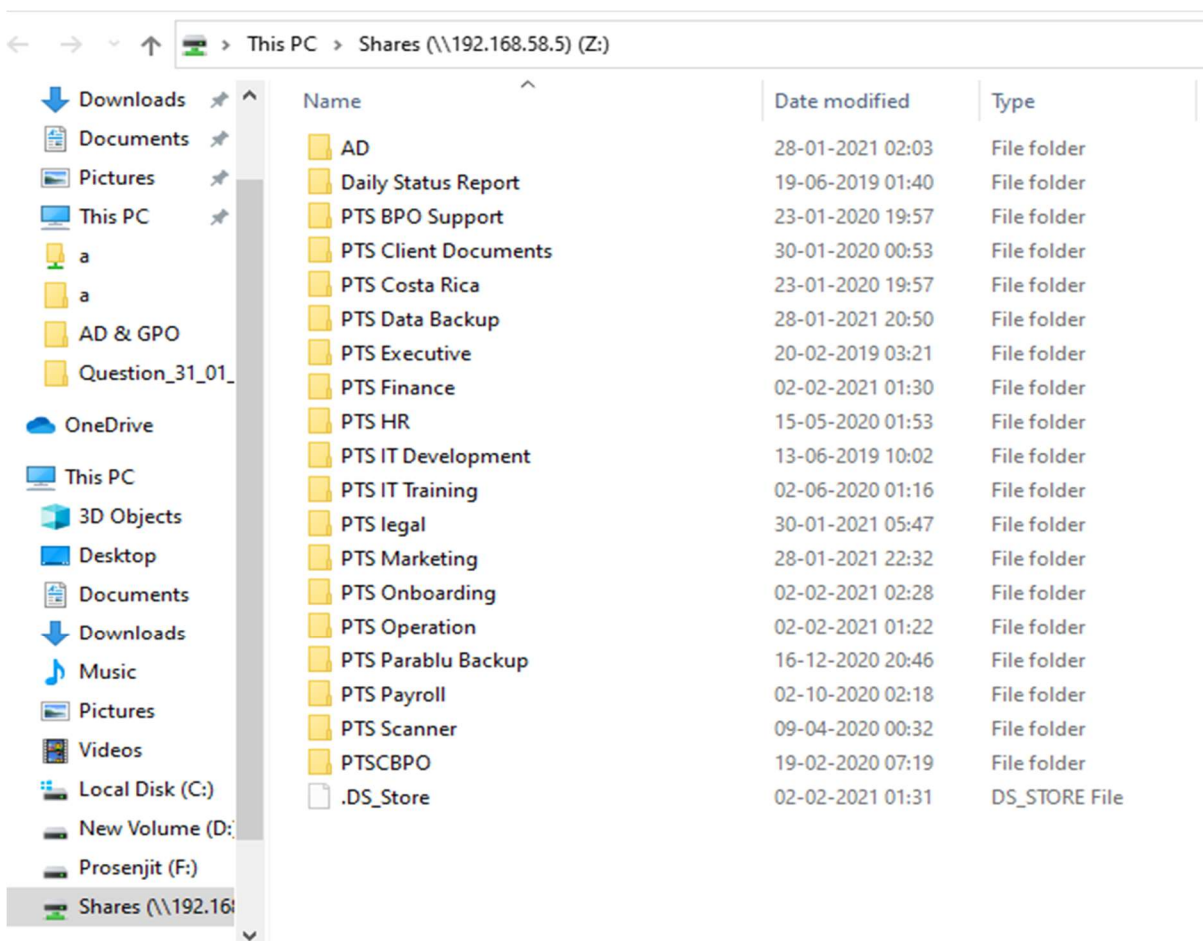 This PC > Shares (\\192.168.58.5) (Z:)
Downloads
Documents
Pictures
This PC
a
a
AD & GPO
Question_31_01_
OneDrive
This PC
3D Objects
Desktop
Documents
Downloads
Music
Pictures
Videos
Local Disk (C:)
New Volume (D:
Prosenjit (F:)
Shares (\\192.168
Name Date modified Type
AD 28-01-2021 02:03 File folder
Daily Status Report 19-06-2019 01:40 File folder
PTS BPO Support 23-01-2020 19:57 File folder
PTS Client Documents 30-01-2020 00:53 File folder
PTS Costa Rica 23-01-2020 19:57 File folder
PTS Data Backup 28-01-2021 20:50 File folder
PTS Executive 20-02-2019 03:21 File folder
PTS Finance 02-02-2021 01:30 File folder
PTS HR 15-05-2020 01:53 File folder
PTS IT Development 13-06-2019 10:02 File folder
PTS IT Training 02-06-2020 01:16 File folder
PTS legal 30-01-2021 05:47 File folder
PTS Marketing 28-01-2021 22:32 File folder
PTS Onboarding 02-02-2021 02:28 File folder
PTS Operation 02-02-2021 01:22 File folder
PTS Parablu Backup 16-12-2020 20:46 File folder
PTS Payroll 02-10-2020 02:18 File folder
PTS Scanner 09-04-2020 00:32 File folder
PTSCBPO 19-02-2020 07:19 File folder
.DS_Store 02-02-2021 01:31 DS_STORE File